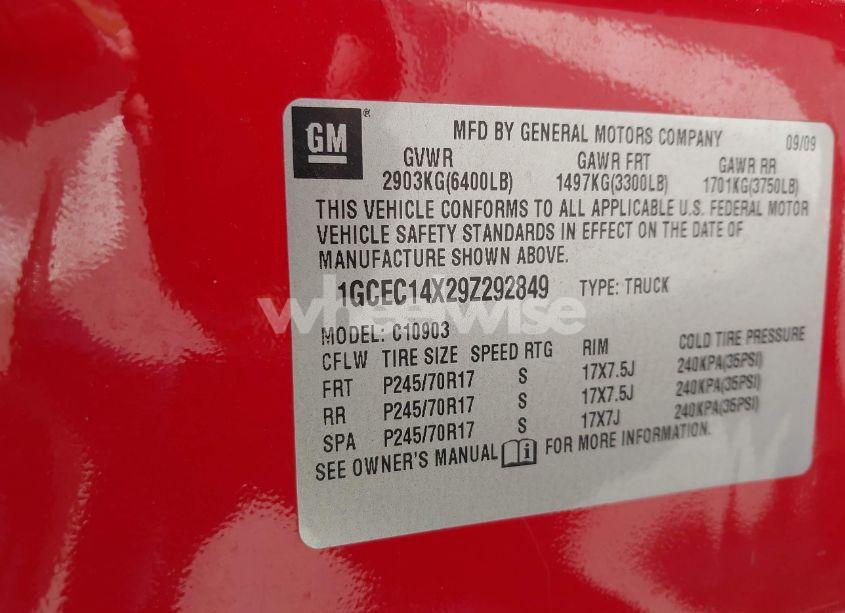 GM®
MFD BY GENERAL MOTORS COMPANY 09/09
GVWR GAWR FRT GAWR RR
2903KG(6400LB) 1497KG(3300LB) 1701KG(3750LB)
THIS VEHICLE CONFORMS TO ALL APPLICABLE U.S. FEDERAL MOTOR
VEHICLE SAFETY STANDARDS IN EFFECT ON THE DATE OF
MANUFACTURE SHOWN ABOVE.
1GCEC14X29Z292849 TYPE: TRUCK
wheelwise
MODEL: C10903
CFLW TIRE SIZE SPEED RTG RIM COLD TIRE PRESSURE
FRT P245/70R17 S 17X7.5J 240KPA(35PSI)
RR P245/70R17 S 17X7.5J 240KPA(35PSI)
SPA P245/70R17 S 17X7J 240KPA(35PSI)
SEE OWNER'S MANUAL i FOR MORE INFORMATION.